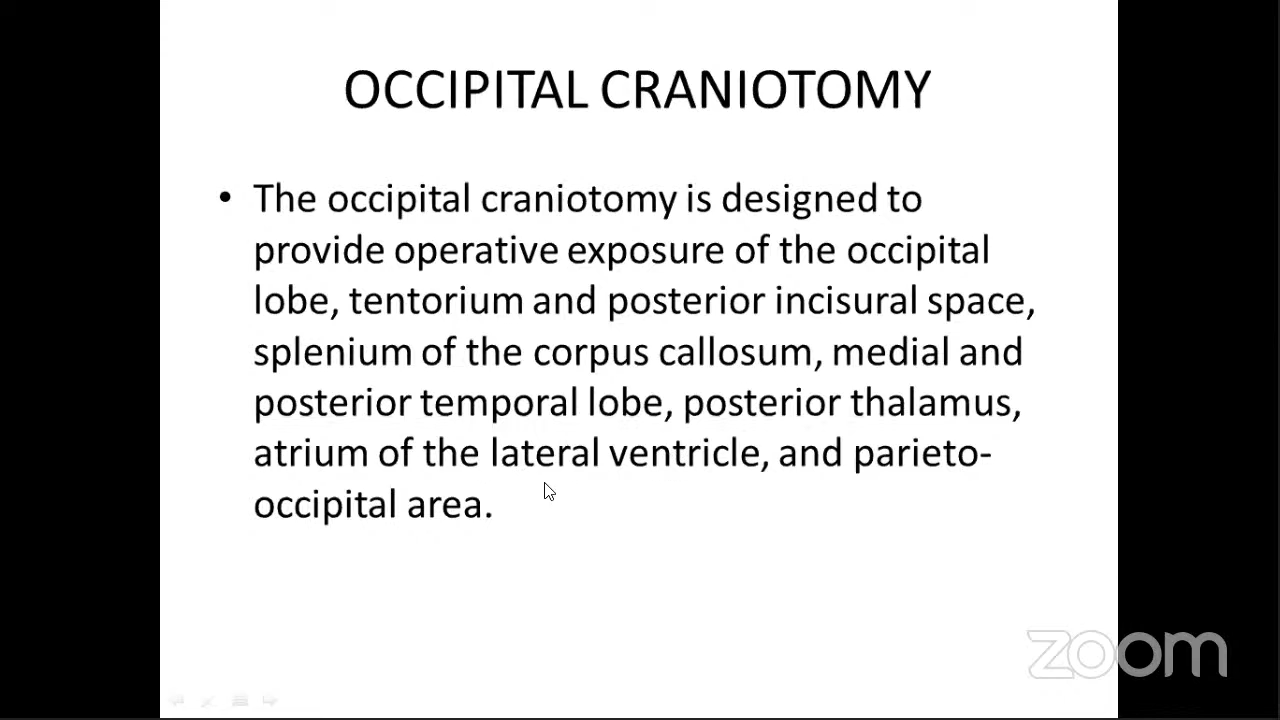 OCCIPITAL CRANIOTOMY
• The occipital craniotomy is designed to
provide operative exposure of the occipital
lobe, tentorium and posterior incisural space,
splenium of the corpus callosum, medial and
posterior temporal lobe, posterior thalamus,
atrium of the lateral ventricle, and parieto-
occipital area.
zoom